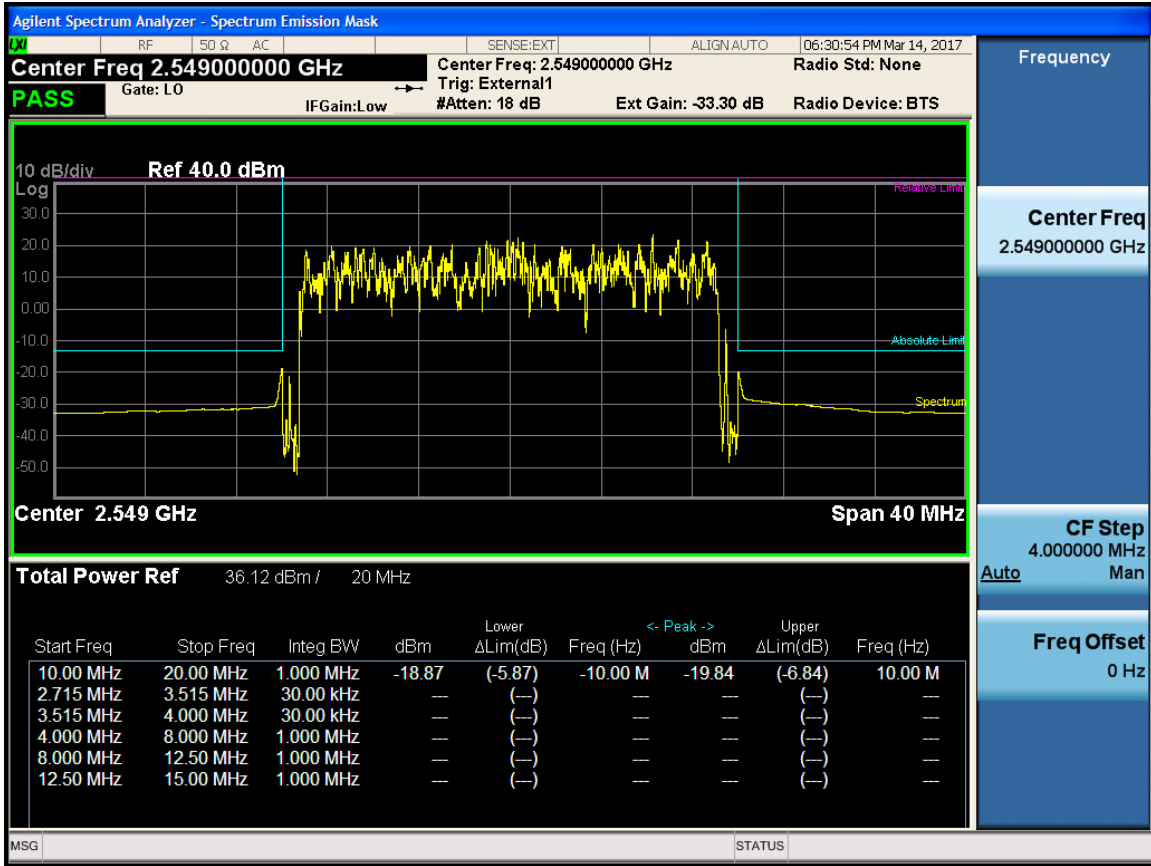 Agilent Spectrum Analyzer - Spectrum Emission Mask
LXI RF 50 Ω AC SENSE:EXT ALIGN AUTO 06:30:54 PM Mar 14, 2017
Center Freq 2.549000000 GHz Center Freq: 2.549000000 GHz Radio Std: None
Gate: LO Trig: External1
PASS IFGain:Low #Atten: 18 dB Ext Gain: -33.30 dB Radio Device: BTS
10 dB/div Ref 40.0 dBm
Log
Relative Limit
30.0
20.0
10.0
0.00
-10.0
Absolute Limit
-20.0
-30.0
Spectrum
-40.0
-50.0
Center 2.549 GHz Span 40 MHz
Total Power Ref 36.12 dBm / 20 MHz
Lower <- Peak -> Upper
Start Freq Stop Freq Integ BW dBm ΔLim(dB) Freq (Hz) dBm ΔLim(dB) Freq (Hz)
10.00 MHz 20.00 MHz 1.000 MHz -18.87 (-5.87) -10.00 M -19.84 (-6.84) 10.00 M
2.715 MHz 3.515 MHz 30.00 kHz --- (---) --- --- (---) ---
3.515 MHz 4.000 MHz 30.00 kHz --- (---) --- --- (---) ---
4.000 MHz 8.000 MHz 1.000 MHz --- (---) --- --- (---) ---
8.000 MHz 12.50 MHz 1.000 MHz --- (---) --- --- (---) ---
12.50 MHz 15.00 MHz 1.000 MHz --- (---) --- --- (---) ---
MSG STATUS
Frequency
Center Freq
2.549000000 GHz
CF Step
4.000000 MHz
Auto Man
Freq Offset
0 Hz